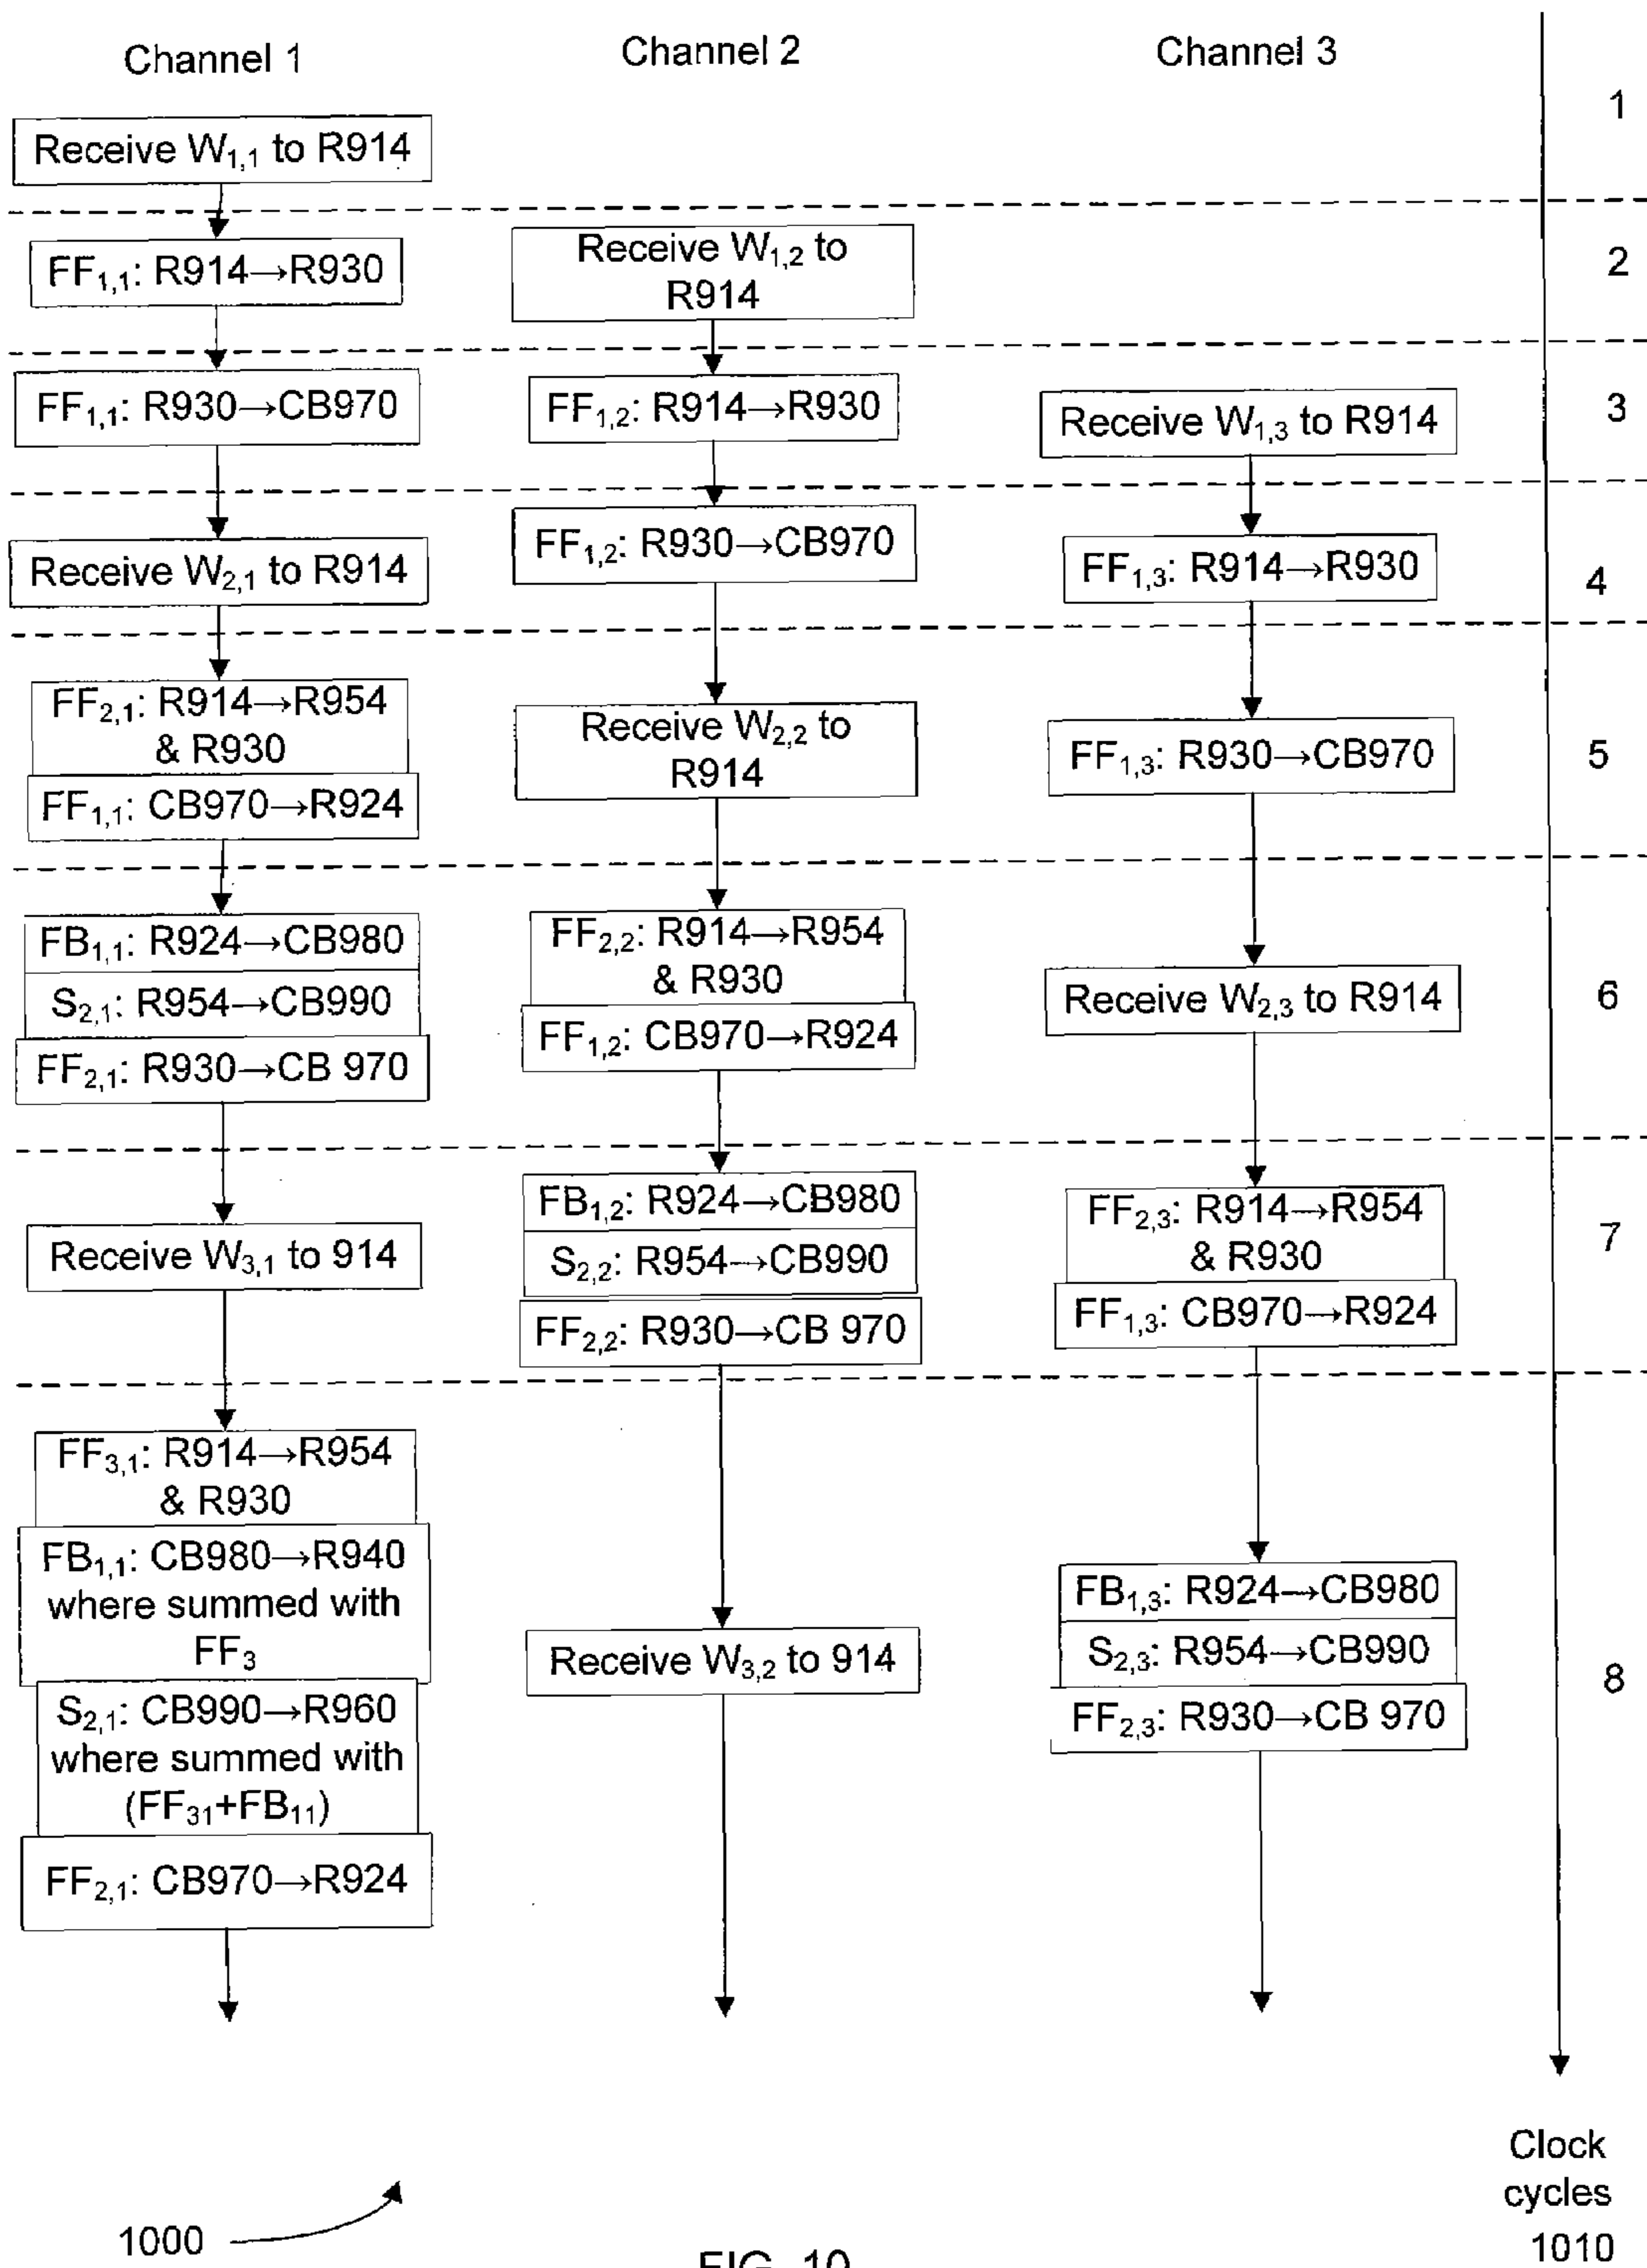 Channel 1
Channel 2
Channel 3
1
Receive W1,1 to R914
FF1,1: R914→R930
Receive W1,2 to
R914
2
FF1,1: R930→CB970
FF1,2: R914→R930
Receive W1,3 to R914
3
Receive W2,1 to R914
FF1,2: R930→CB970
FF1,3: R914→R930
4
FF2,1: R914→R954
& R930
FF1,1: CB970→R924
Receive W2,2 to
R914
FF1,3: R930→CB970
5
FB1,1: R924→CB980
S2,1: R954→CB990
FF2,1: R930→CB 970
FF2,2: R914→R954
& R930
FF1,2: CB970→R924
Receive W2,3 to R914
6
Receive W3,1 to 914
FB1,2: R924→CB980
S2,2: R954→CB990
FF2,2: R930→CB 970
FF2,3: R914→R954
& R930
FF1,3: CB970→R924
7
FF3,1: R914→R954
& R930
FB1,1: CB980→R940
where summed with
FF3
S2,1: CB990→R960
where summed with
(FF31+FB11)
FF2,1: CB970→R924
Receive W3,2 to 914
FB1,3: R924→CB980
S2,3: R954→CB990
FF2,3: R930→CB 970
8
Clock
cycles
1010
1000
FIG. 10